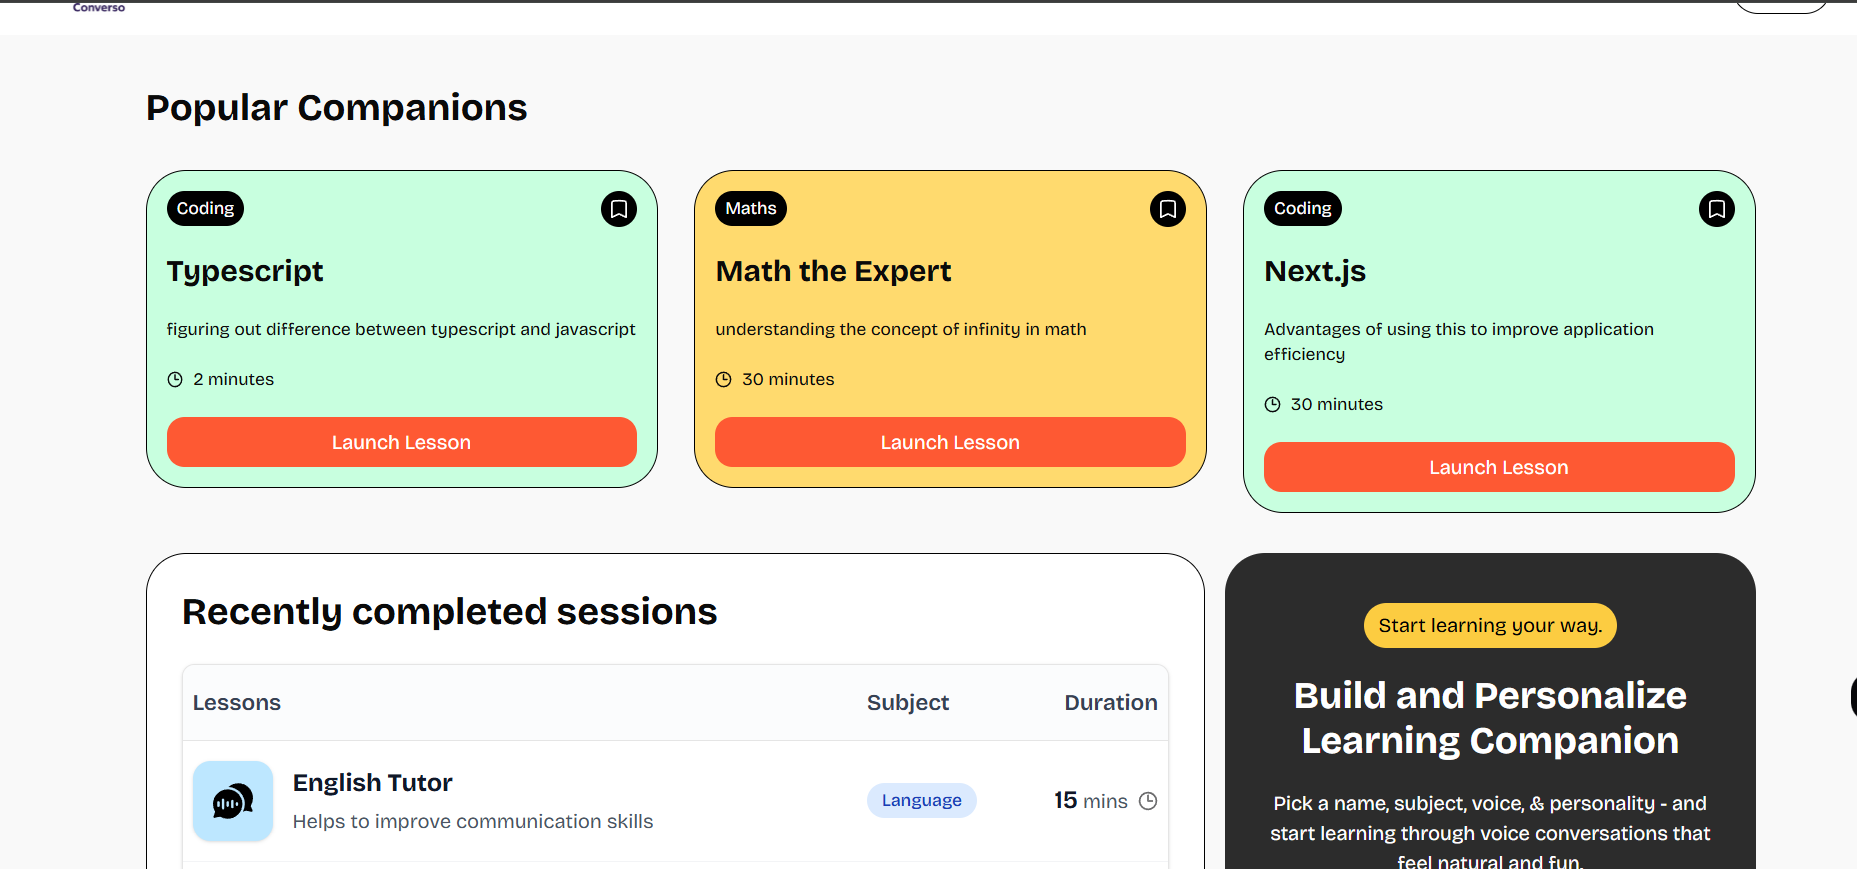 Converso
Popular Companions
Coding
Typescript
figuring out difference between typescript and javascript
2 minutes
Launch Lesson
Maths
Math the Expert
understanding the concept of infinity in math
30 minutes
Launch Lesson
Coding
Next.js
Advantages of using this to improve application
efficiency
30 minutes
Launch Lesson
Recently completed sessions
Lessons Subject Duration
English Tutor
Helps to improve communication skills
Language
15 mins
Start learning your way.
Build and Personalize
Learning Companion
Pick a name, subject, voice, & personality - and
start learning through voice conversations that
feel natural and fun.